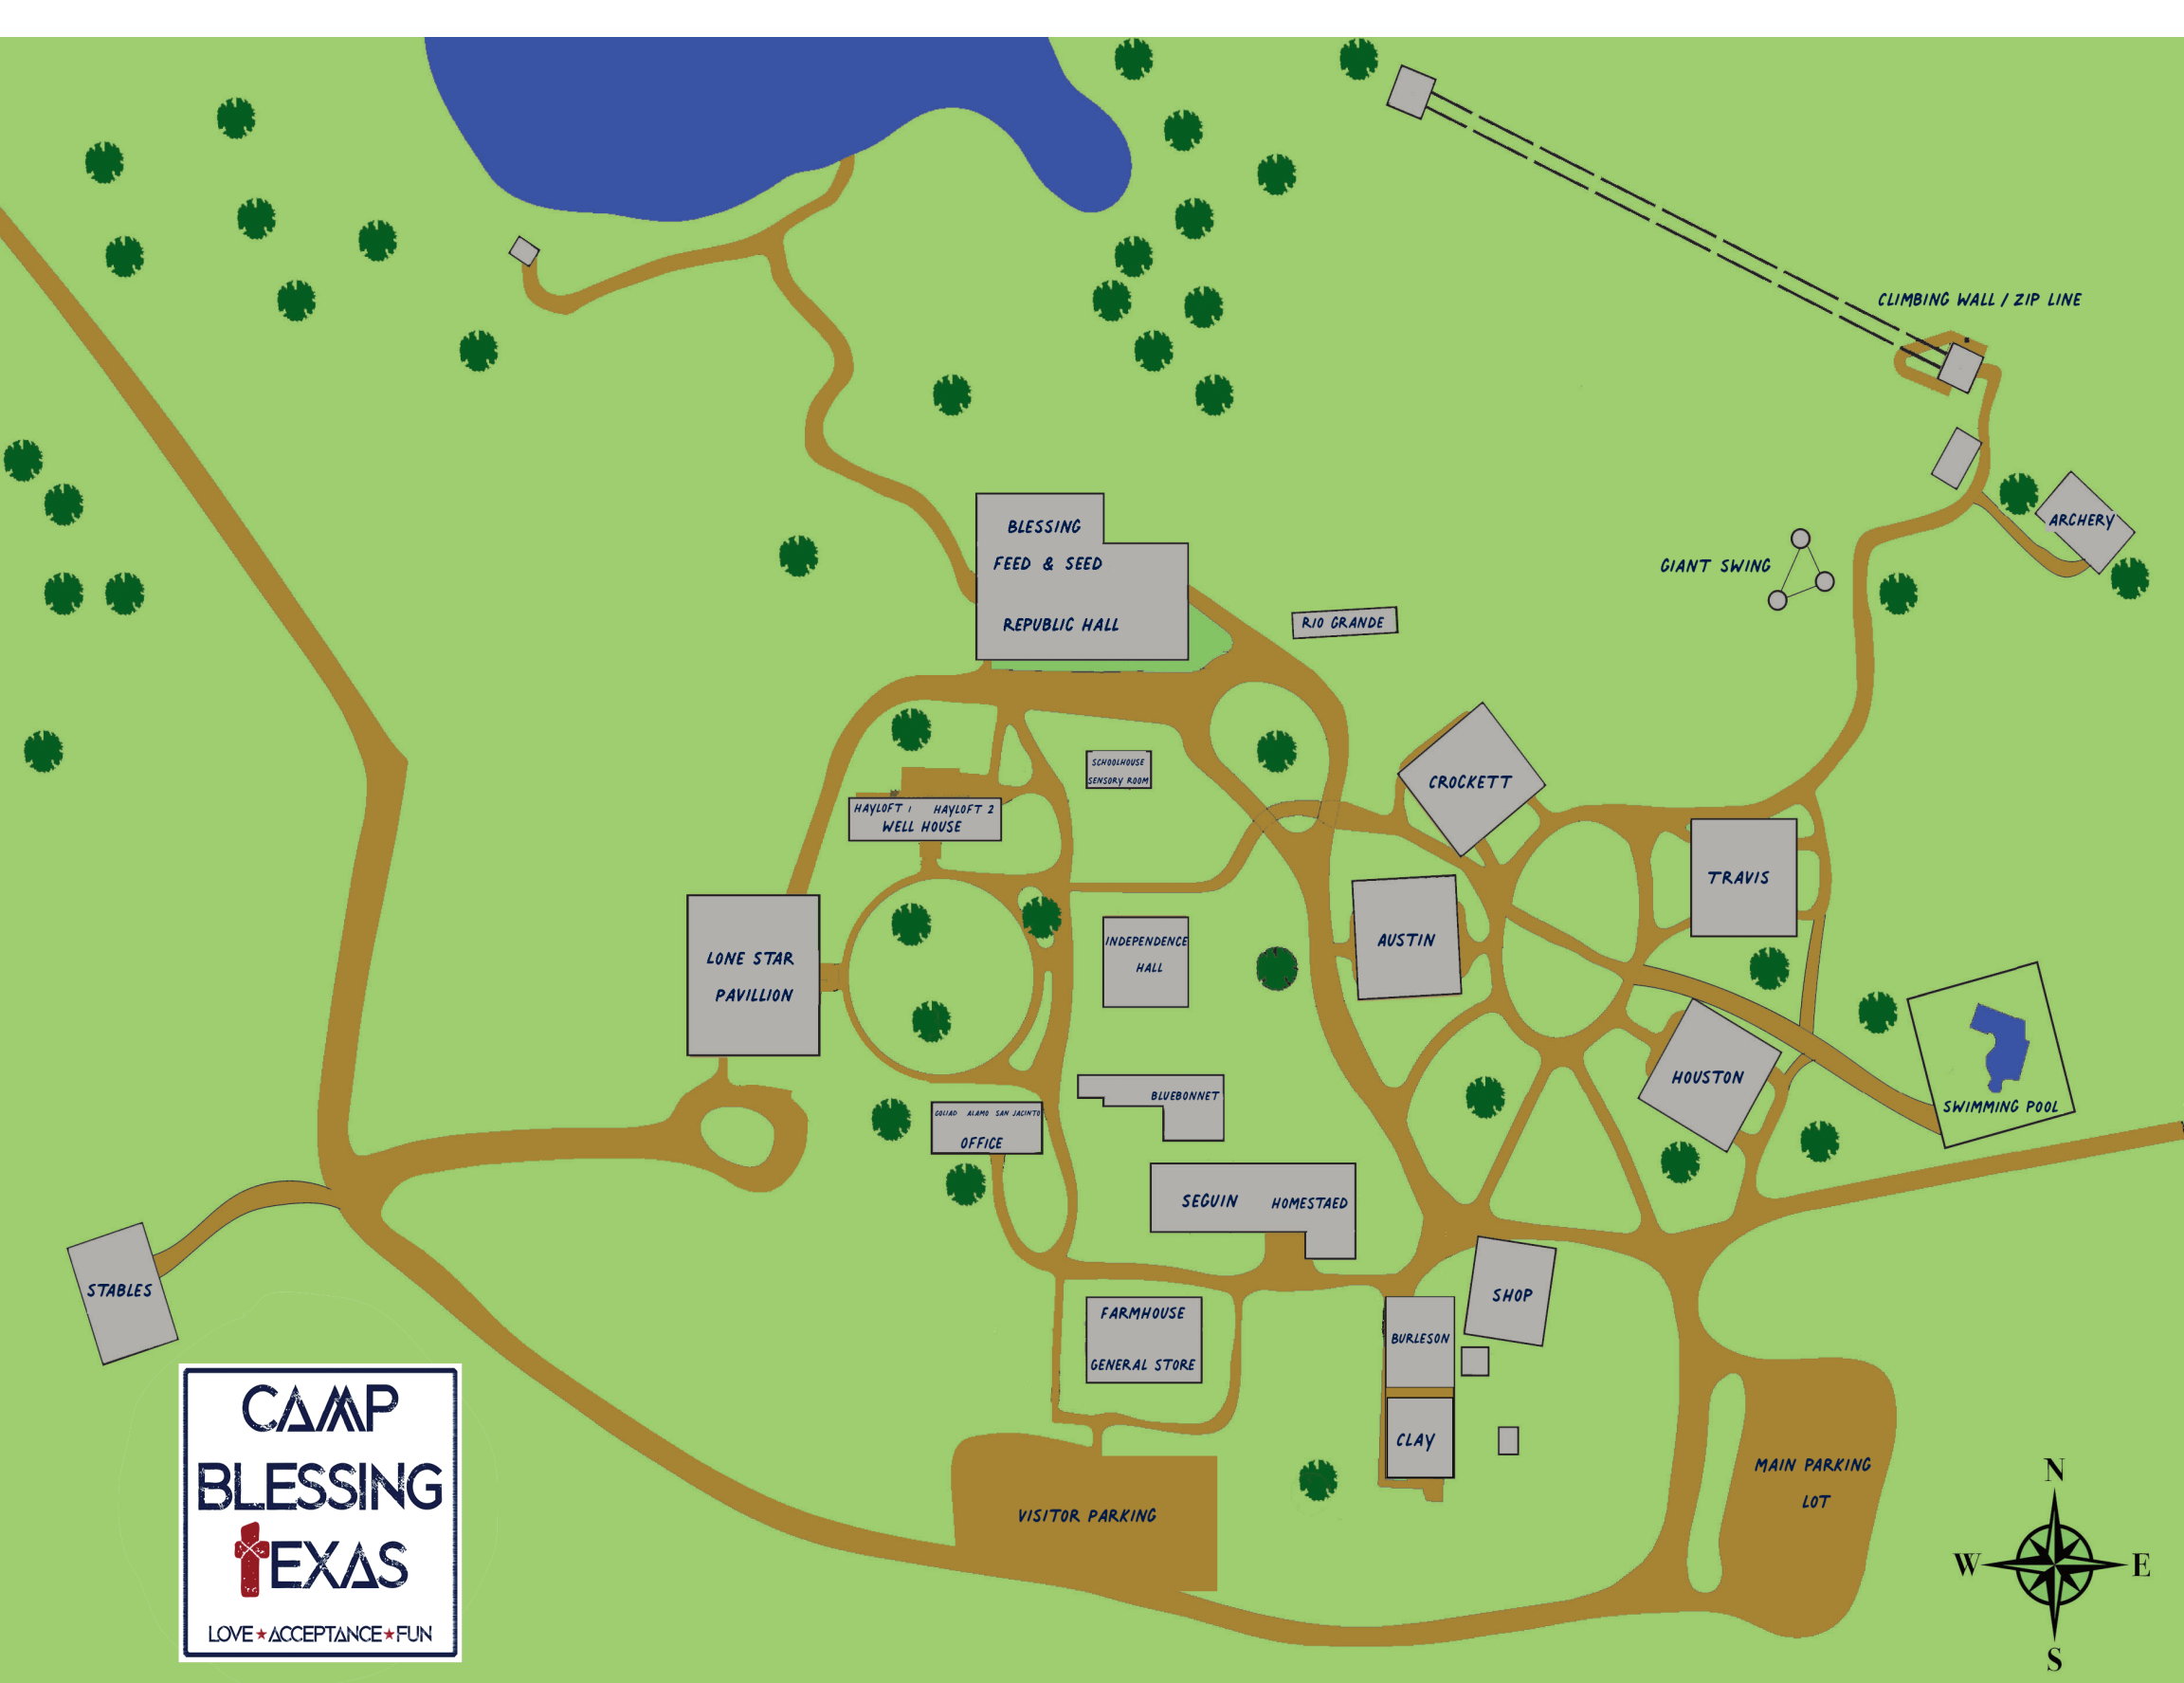 CLIMBING WALL / ZIP LINE
BLESSING
FEED & SEED
REPUBLIC HALL
ARCHERY
GIANT SWING
RIO GRANDE
SCHOOLHOUSE
SENSORY ROOM
CROCKETT
HAYLOFT 1 HAYLOFT 2
WELL HOUSE
TRAVIS
LONE STAR
PAVILLION
INDEPENDENCE
HALL
AUSTIN
HOUSTON
SWIMMING POOL
BLUEBONNET
GOLIAD ALAMO SAN JACINTO
OFFICE
SEGUIN HOMESTAED
STABLES
FARMHOUSE
GENERAL STORE
SHOP
BURLESON
CLAY
VISITOR PARKING
MAIN PARKING
LOT
CAMP
BLESSING
TEXAS
LOVE★ACCEPTANCE★FUN
N
W E
S